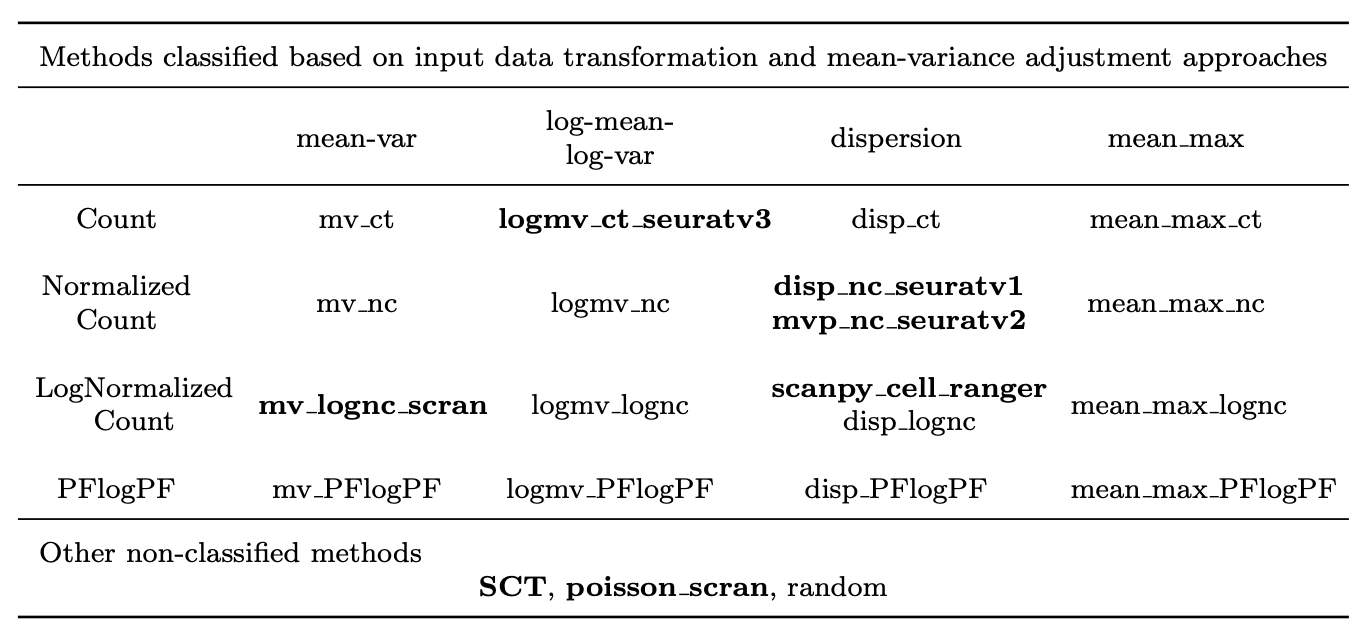 Methods classified based on input data transformation and mean-variance adjustment approaches
mean-var log-mean- dispersion mean_max
log-var
Count mv_ct logmv_ct_seuratv3 disp_ct mean_max_ct
Normalized disp_nc_seuratv1
Count mv_nc logmv_nc mvp_nc_seuratv2 mean_max_nc
LogNormalized scanpy_cell_ranger
Count mv_lognc_scran logmv_lognc disp_lognc mean_max_lognc
PFlogPF mv_PFlogPF logmv_PFlogPF disp_PFlogPF mean_max_PFlogPF
Other non-classified methods
SCT, poisson_scran, random